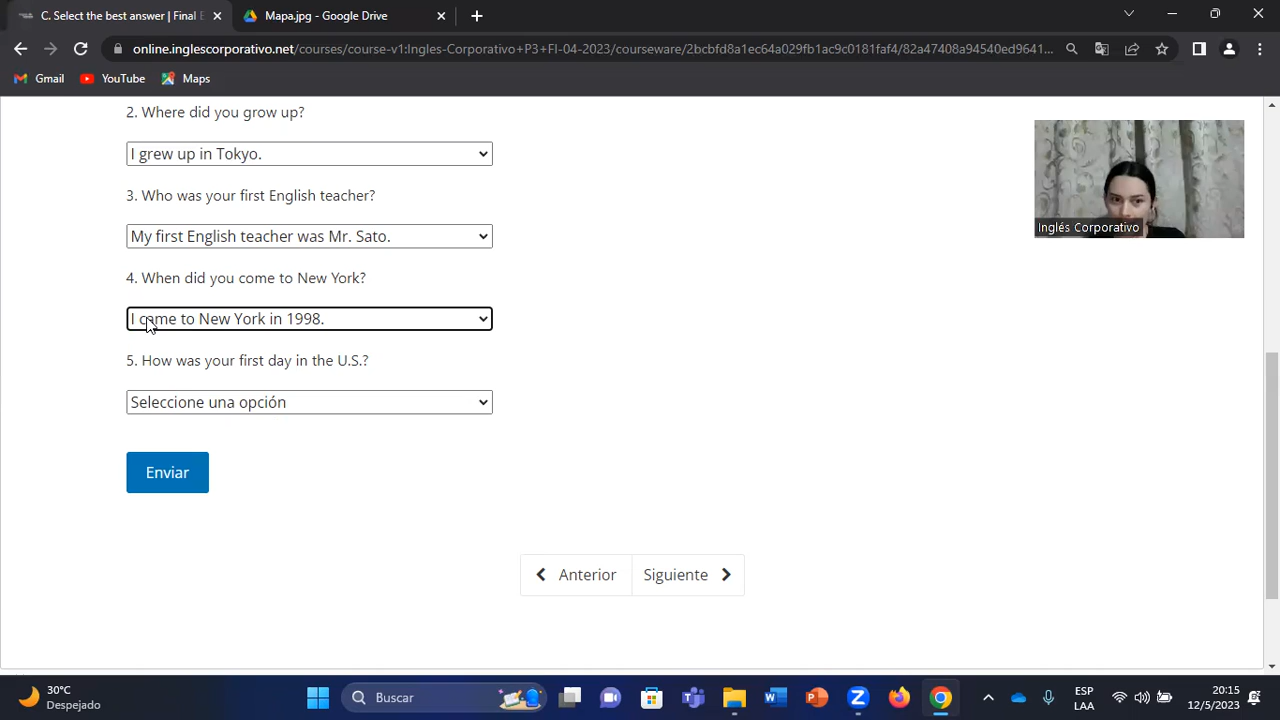 C. Select the best answer | Final E
Mapa.jpg - Google Drive
online.inglescorporativo.net/courses/course-v1:Ingles-Corporativo+P3+FI-04-2023/courseware/2bcbfd8a1ec64a029fb1ac9c0181faf4/82a47408a94540ed9641...
Gmail YouTube Maps
2. Where did you grow up?
I grew up in Tokyo.
3. Who was your first English teacher?
My first English teacher was Mr. Sato.
4. When did you come to New York?
I came to New York in 1998.
5. How was your first day in the U.S.?
Seleccione una opción
Enviar
Anterior Siguiente
Inglés Corporativo
30°C
Despejado
Buscar
ESP
LAA
20:15
12/5/2023